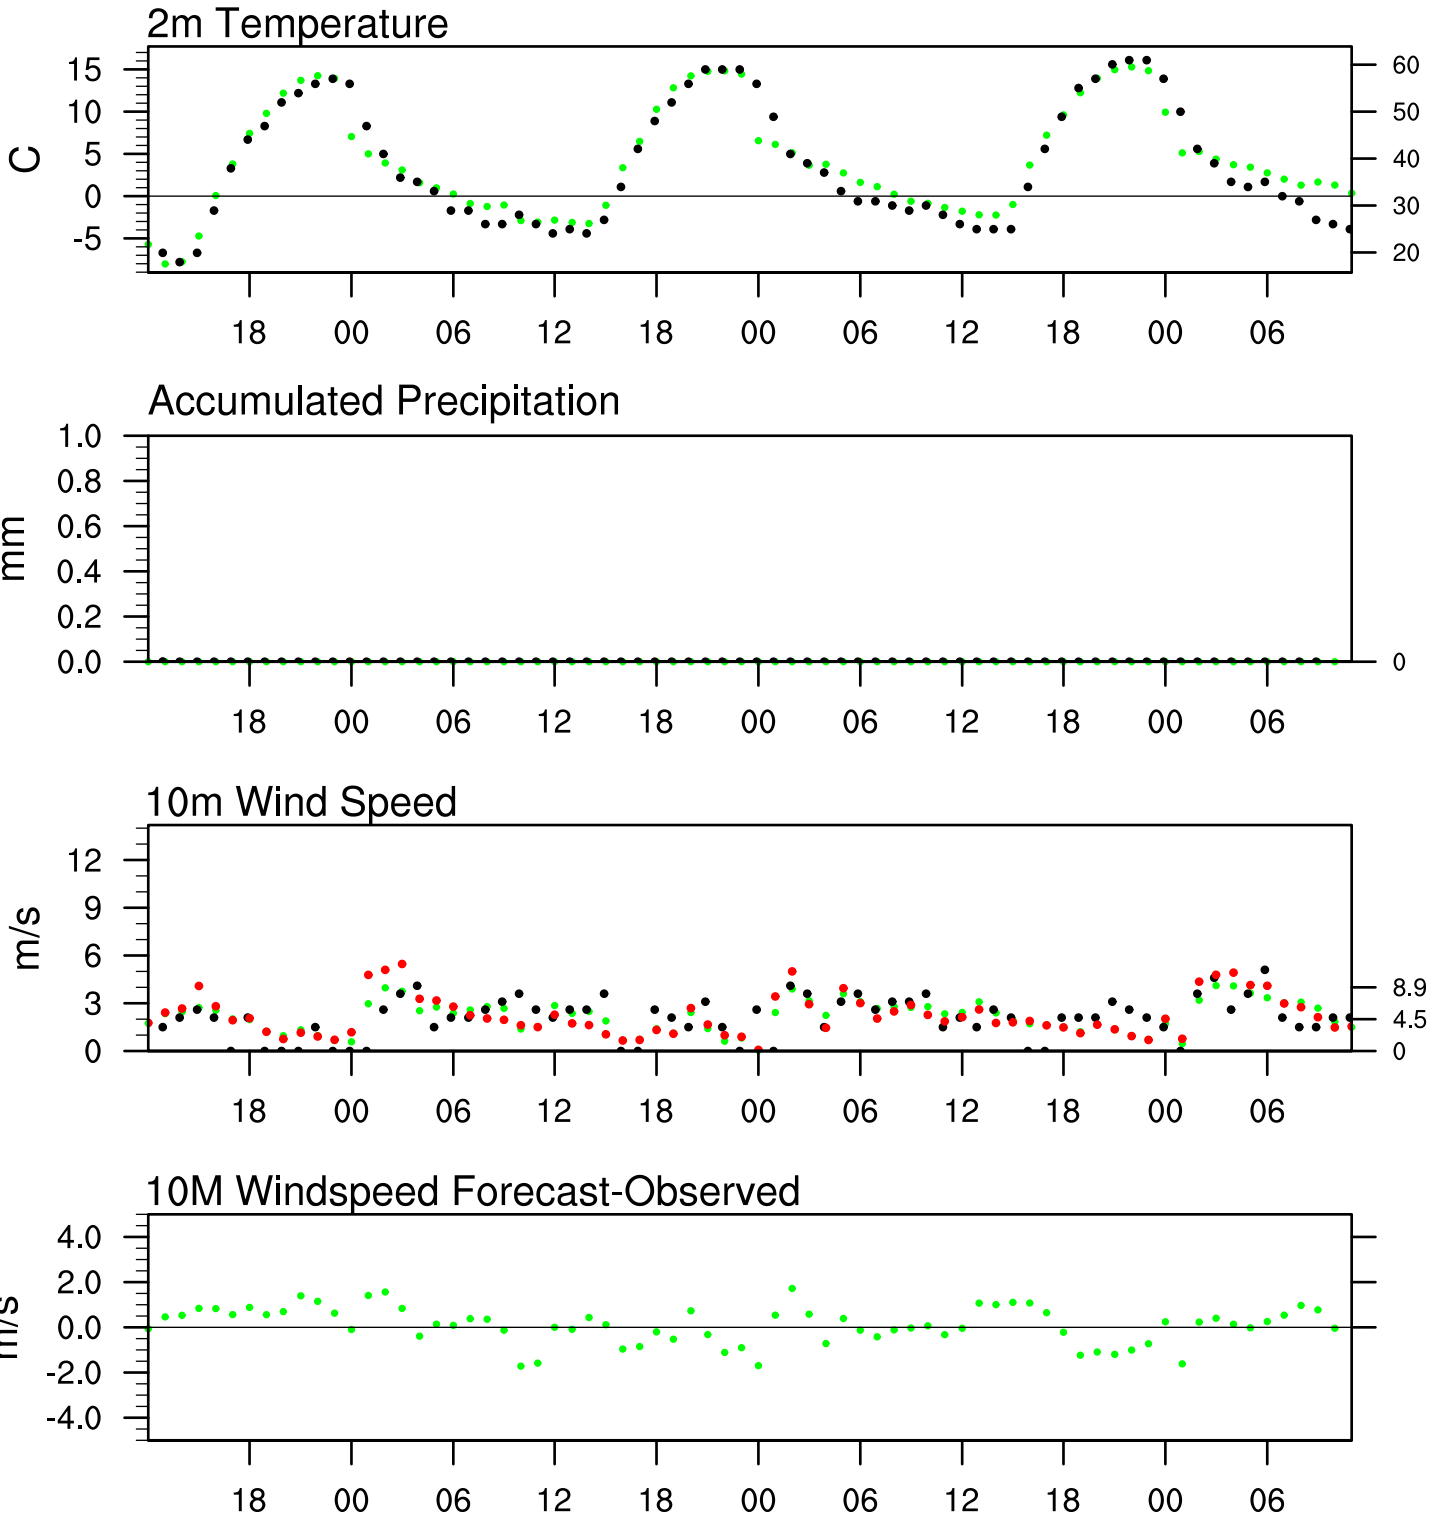 2m Temperature
15
10
5
0
-5
C
60
50
40
30
20
18 00 06 12 18 00 06 12 18 00 06
Accumulated Precipitation
1.0
0.8
0.6
0.4
0.2
0.0
mm
0
18 00 06 12 18 00 06 12 18 00 06
10m Wind Speed
12
9
6
3
0
m/s
8.9
4.5
0
18 00 06 12 18 00 06 12 18 00 06
10M Windspeed Forecast-Observed
4.0
2.0
0.0
-2.0
-4.0
m/s
18 00 06 12 18 00 06 12 18 00 06